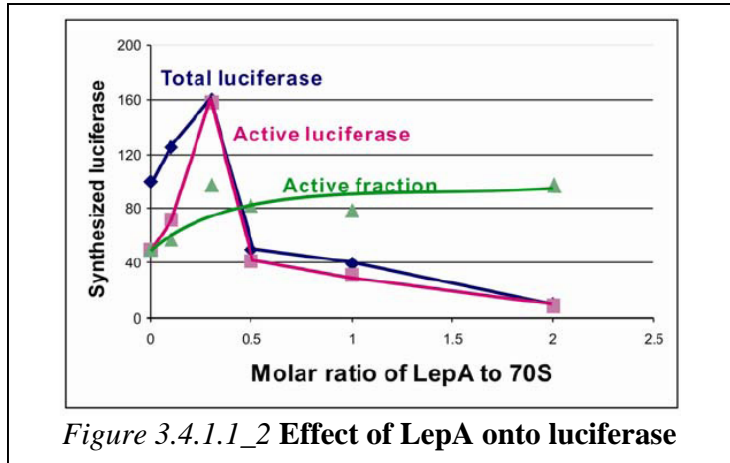 200
160
120
80
40
0
Synthesized luciferase
Total luciferase
Active luciferase
Active fraction
0 0.5 1 1.5 2 2.5
Molar ratio of LepA to 70S
Figure 3.4.1.1_2 Effect of LepA onto luciferase